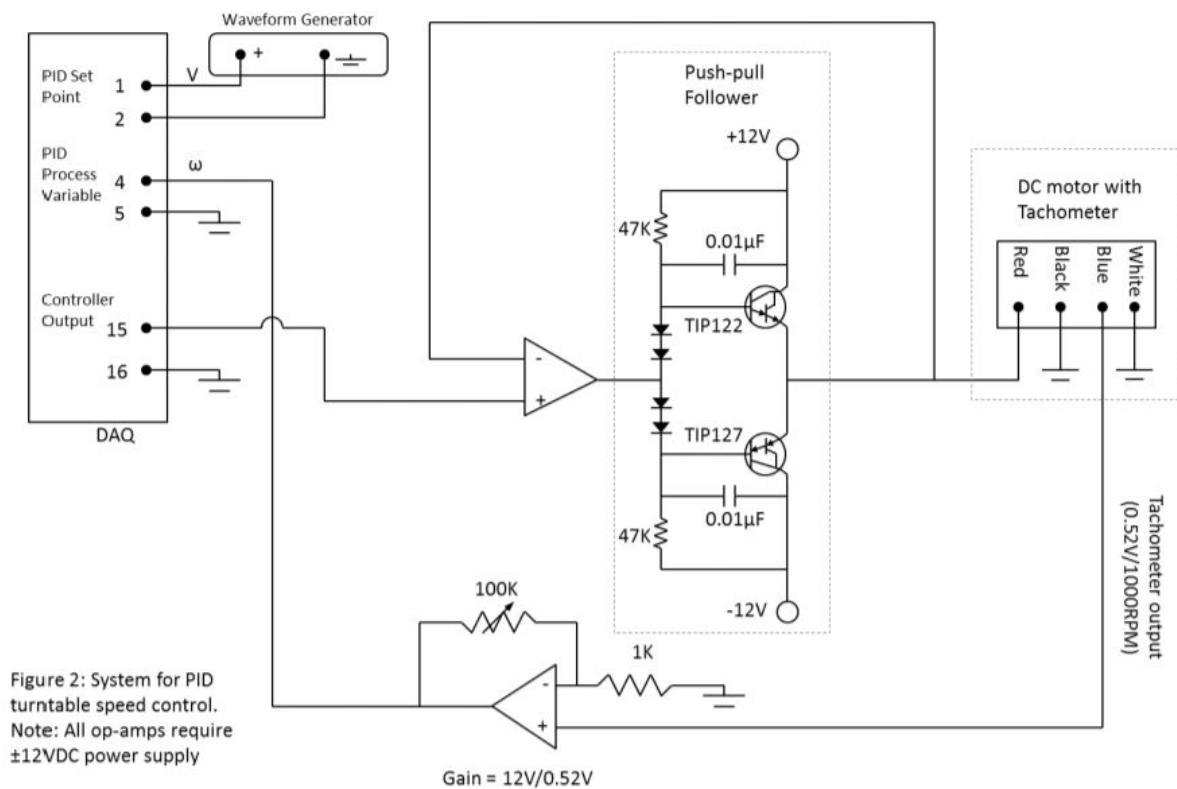 Waveform Generator
+
PID Set
Point
1
V
2
PID
Process
Variable
ω
4
5
Controller
Output
15
16
DAQ
-
+
Push-pull
Follower
+12V
47K
0.01µF
TIP122
TIP127
0.01µF
47K
-12V
DC motor with
Tachometer
Red
Black
Blue
White
Tachometer output
(0.52V/1000RPM)
100K
1K
-
+
Gain = 12V/0.52V
Figure 2: System for PID
turntable speed control.
Note: All op-amps require
±12VDC power supply